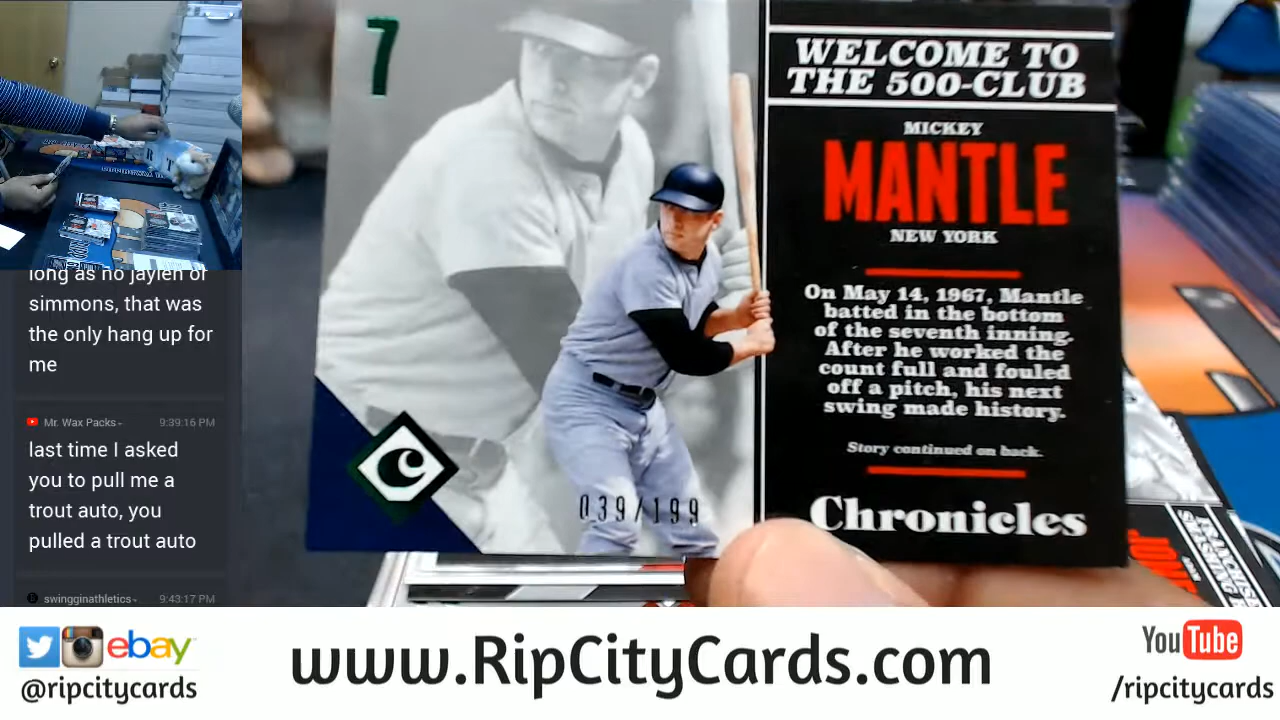 7
WELCOME TO
THE 500-CLUB
MICKEY
MANTLE
NEW YORK
On May 14, 1967, Mantle
batted in the bottom
of the seventh inning.
After he worked the
count full and fouled
off a pitch, his next
swing made history.
Story continued on back.
Chronicles
C
039/199
long as no jaylen or
simmons, that was
the only hang up for
me
Mr. Wax Packs
9:39:16 PM
last time I asked
you to pull me a
trout auto, you
pulled a trout auto
swingginathletics
9:43:17 PM
ebay
@ripcitycards
www.RipCityCards.com
YouTube
/ripcitycards